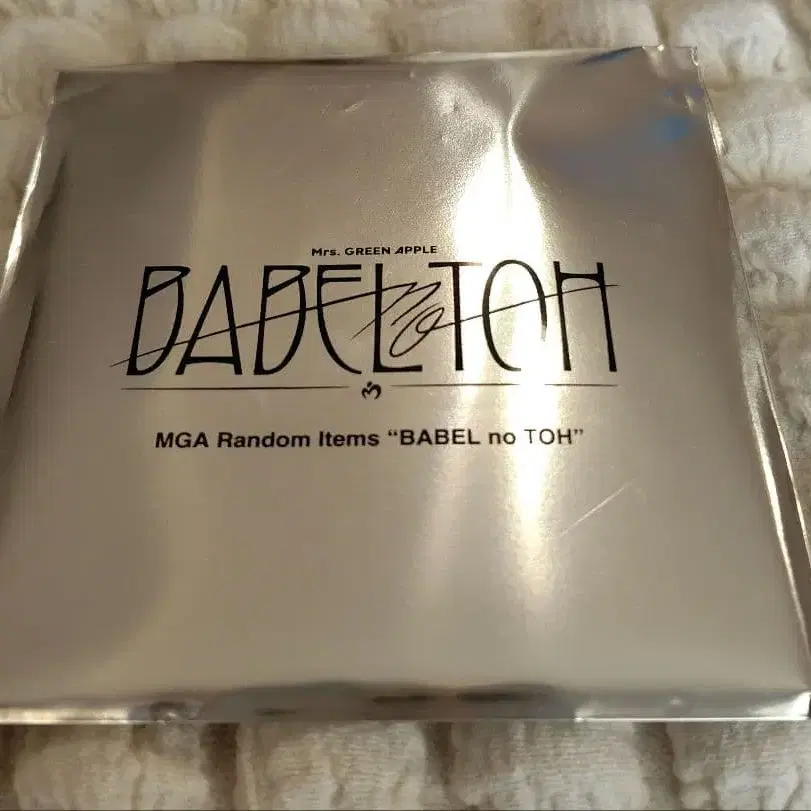 Mrs. GREEN APPLE
BABEL no TOH
MGA Random Items “BABEL no TOH”